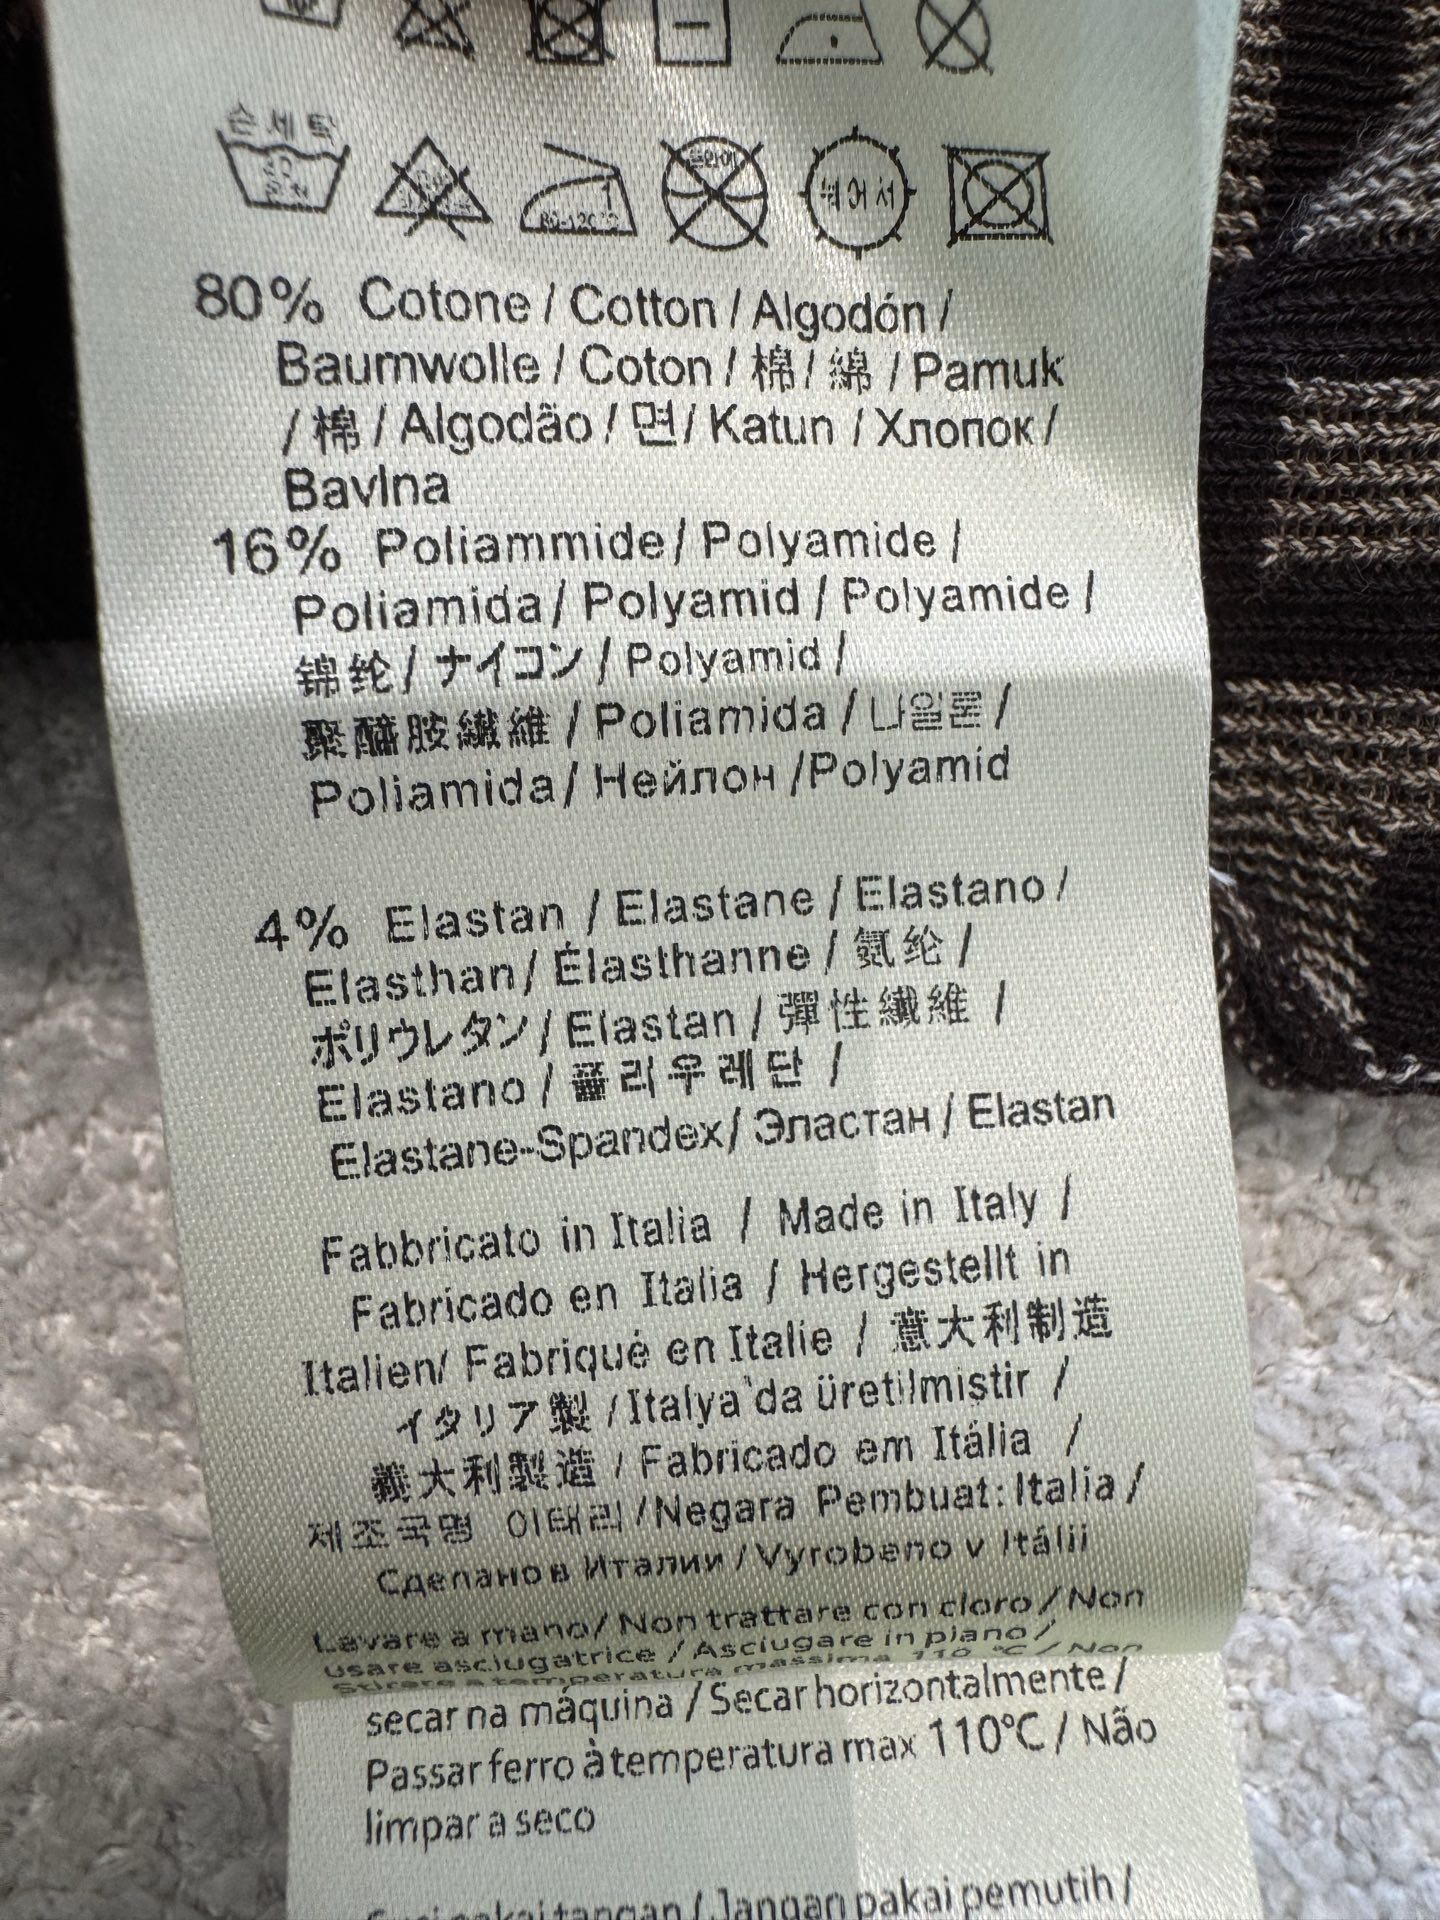 손세탁
80% Cotone / Cotton / Algodón /
Baumwolle / Coton / 棉 / 綿 / Pamuk
/ 棉 / Algodão / 면 / Katun / Хлопок /
Bavlna
16% Poliammide / Polyamide /
Poliamida / Polyamid / Polyamide /
锦纶 / ナイロン / Polyamid /
聚醯胺纖維 / Poliamida / 나일론 /
Poliamida / Нейлон / Polyamid
4% Elastan / Elastane / Elastano /
Elasthan / Élasthanne / 氨纶 /
ポリウレタン / Elastan / 彈性纖維 /
Elastano / 폴리우레탄 /
Elastane-Spandex / Эластан / Elastan
Fabbricato in Italia / Made in Italy /
Fabricado en Italia / Hergestellt in
Italien / Fabriqué en Italie / 意大利制造
イタリア製 / Italya'da üretilmiştir /
義大利製造 / Fabricado em Itália /
제조국명 이태리 / Negara Pembuat: Italia /
Сделано в Италии / Vyrobeno v Itálii
Lavare a mano / Non trattare con cloro / Non
usare asciugatrice / Asciugare in piano /
Stirare a temperatura massima 110 °C / Non
secar na máquina / Secar horizontalmente /
Passar ferro à temperatura max 110°C / Não
limpar a seco
tangan / Jangan pakai pemutih /